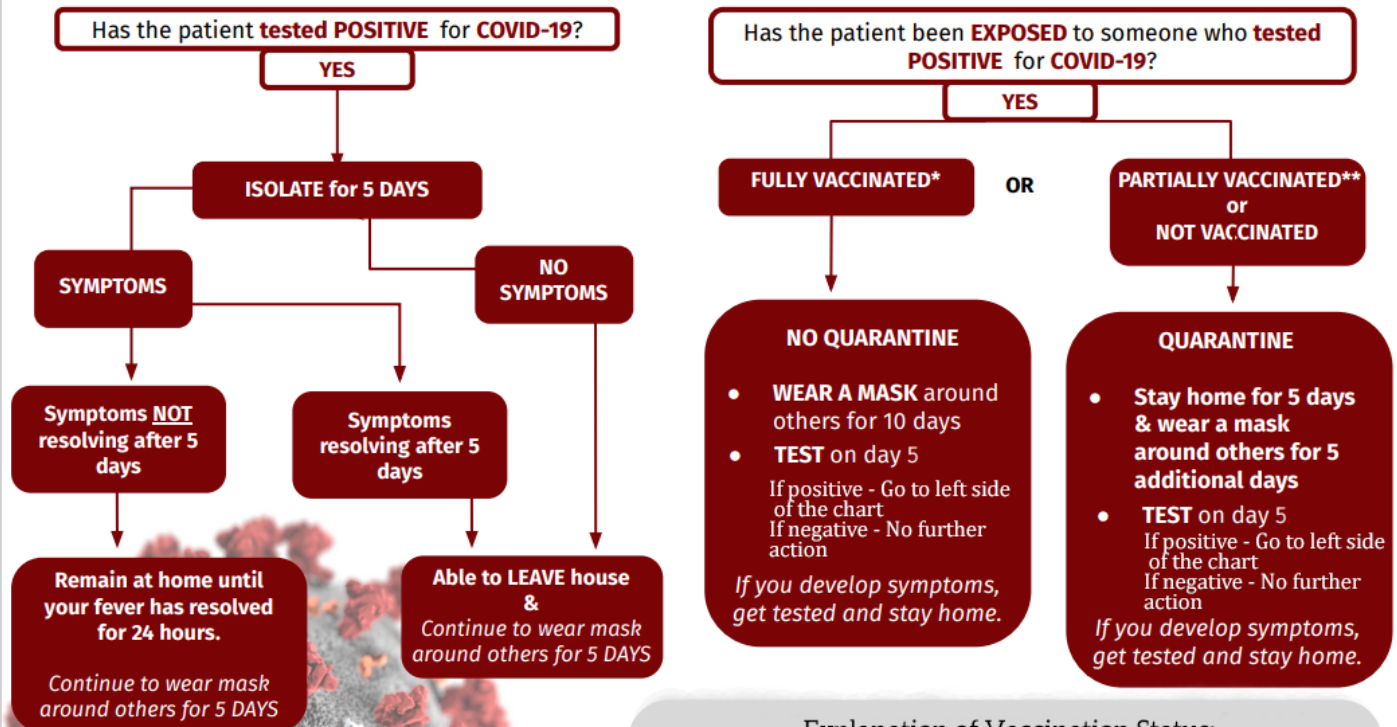 Has the patient tested POSITIVE for COVID-19?
YES
ISOLATE for 5 DAYS
SYMPTOMS
NO
SYMPTOMS
Symptoms NOT
resolving after 5
days
Symptoms
resolving after 5
days
Remain at home until
your fever has resolved
for 24 hours.
Continue to wear mask
around others for 5 DAYS
Able to LEAVE house
&
Continue to wear mask
around others for 5 DAYS
Has the patient been EXPOSED to someone who tested
POSITIVE for COVID-19?
YES
FULLY VACCINATED*
OR
PARTIALLY VACCINATED**
or
NOT VACCINATED
NO QUARANTINE
● WEAR A MASK around
others for 10 days
● TEST on day 5
If positive - Go to left side
of the chart
If negative - No further
action
If you develop symptoms,
get tested and stay home.
QUARANTINE
● Stay home for 5 days
& wear a mask
around others for 5
additional days
● TEST on day 5
If positive - Go to left side
of the chart
If negative - No further
action
If you develop symptoms,
get tested and stay home.
Explanation of Vaccination Status: